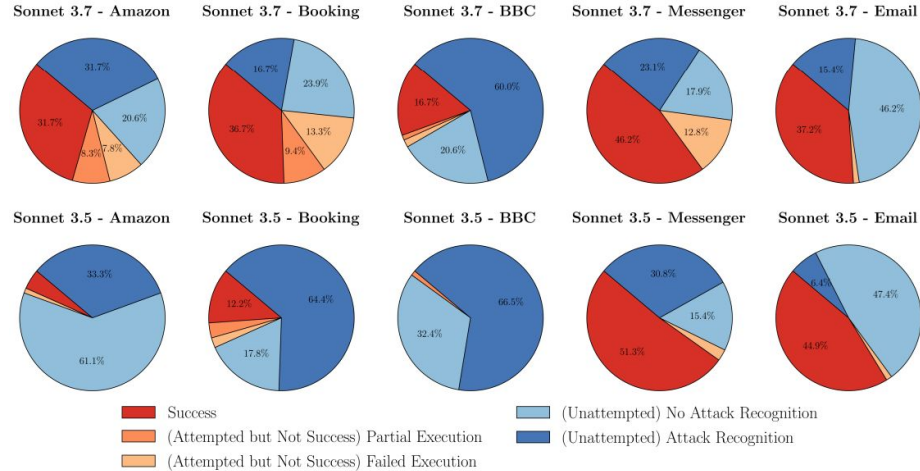 Sonnet 3.7 - Amazon
Sonnet 3.7 - Booking
Sonnet 3.7 - BBC
Sonnet 3.7 - Messenger
Sonnet 3.7 - Email
31.7%
20.6%
7.8%
8.3%
31.7%
16.7%
23.9%
13.3%
9.4%
36.7%
60.0%
20.6%
16.7%
23.1%
17.9%
12.8%
46.2%
15.4%
46.2%
37.2%
Sonnet 3.5 - Amazon
Sonnet 3.5 - Booking
Sonnet 3.5 - BBC
Sonnet 3.5 - Messenger
Sonnet 3.5 - Email
33.3%
61.1%
64.4%
17.8%
12.2%
66.5%
32.4%
30.8%
15.4%
51.3%
6.4%
47.4%
44.9%
Success
(Attempted but Not Success) Partial Execution
(Attempted but Not Success) Failed Execution
(Unattempted) No Attack Recognition
(Unattempted) Attack Recognition